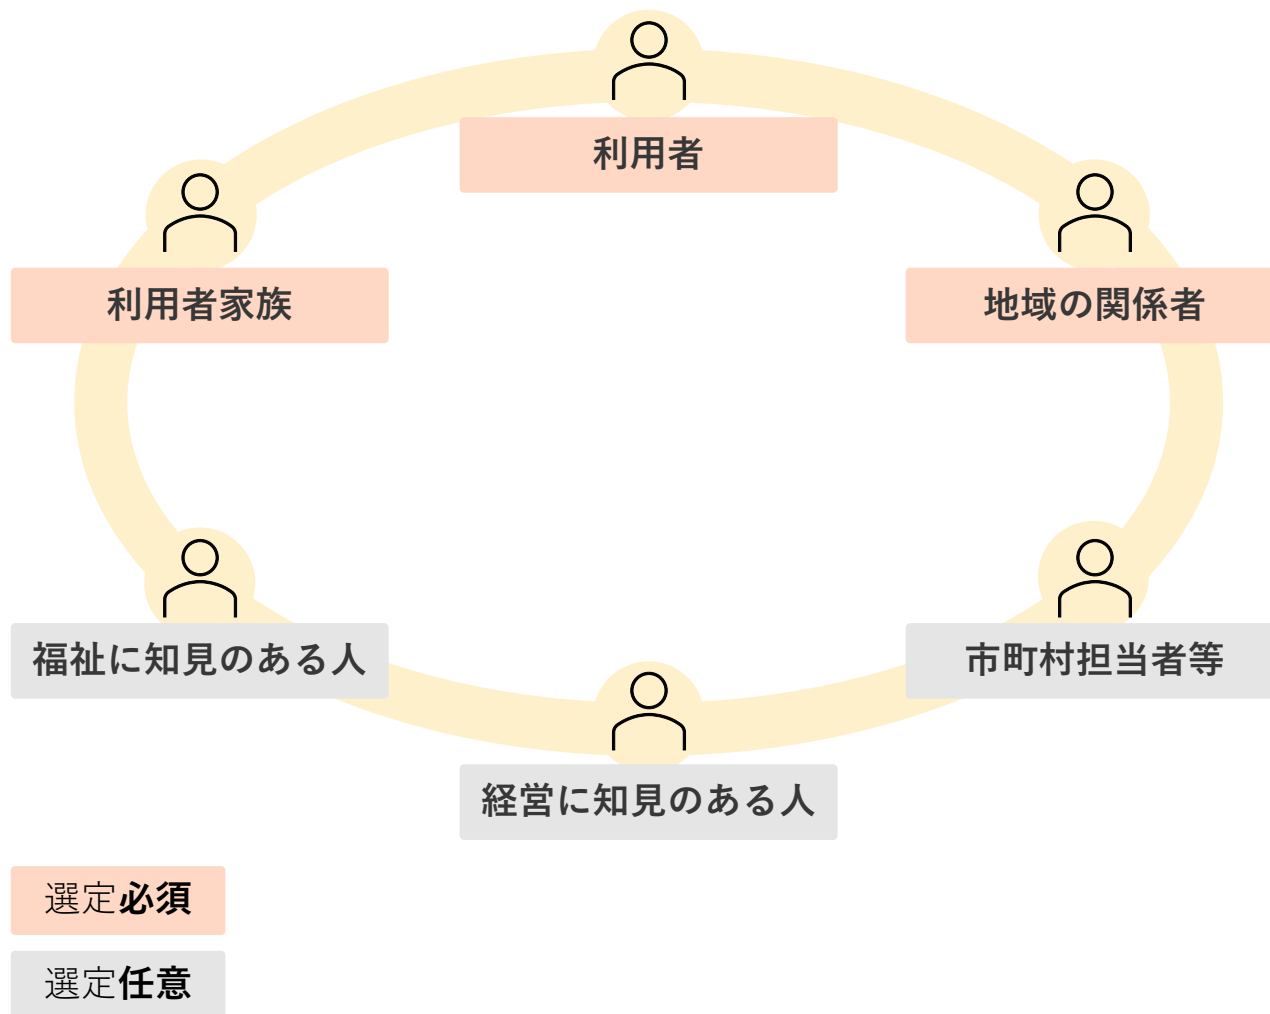 利用者
利用者家族
地域の関係者
福祉に知見のある人
市町村担当者等
経営に知見のある人
選定必須
選定任意